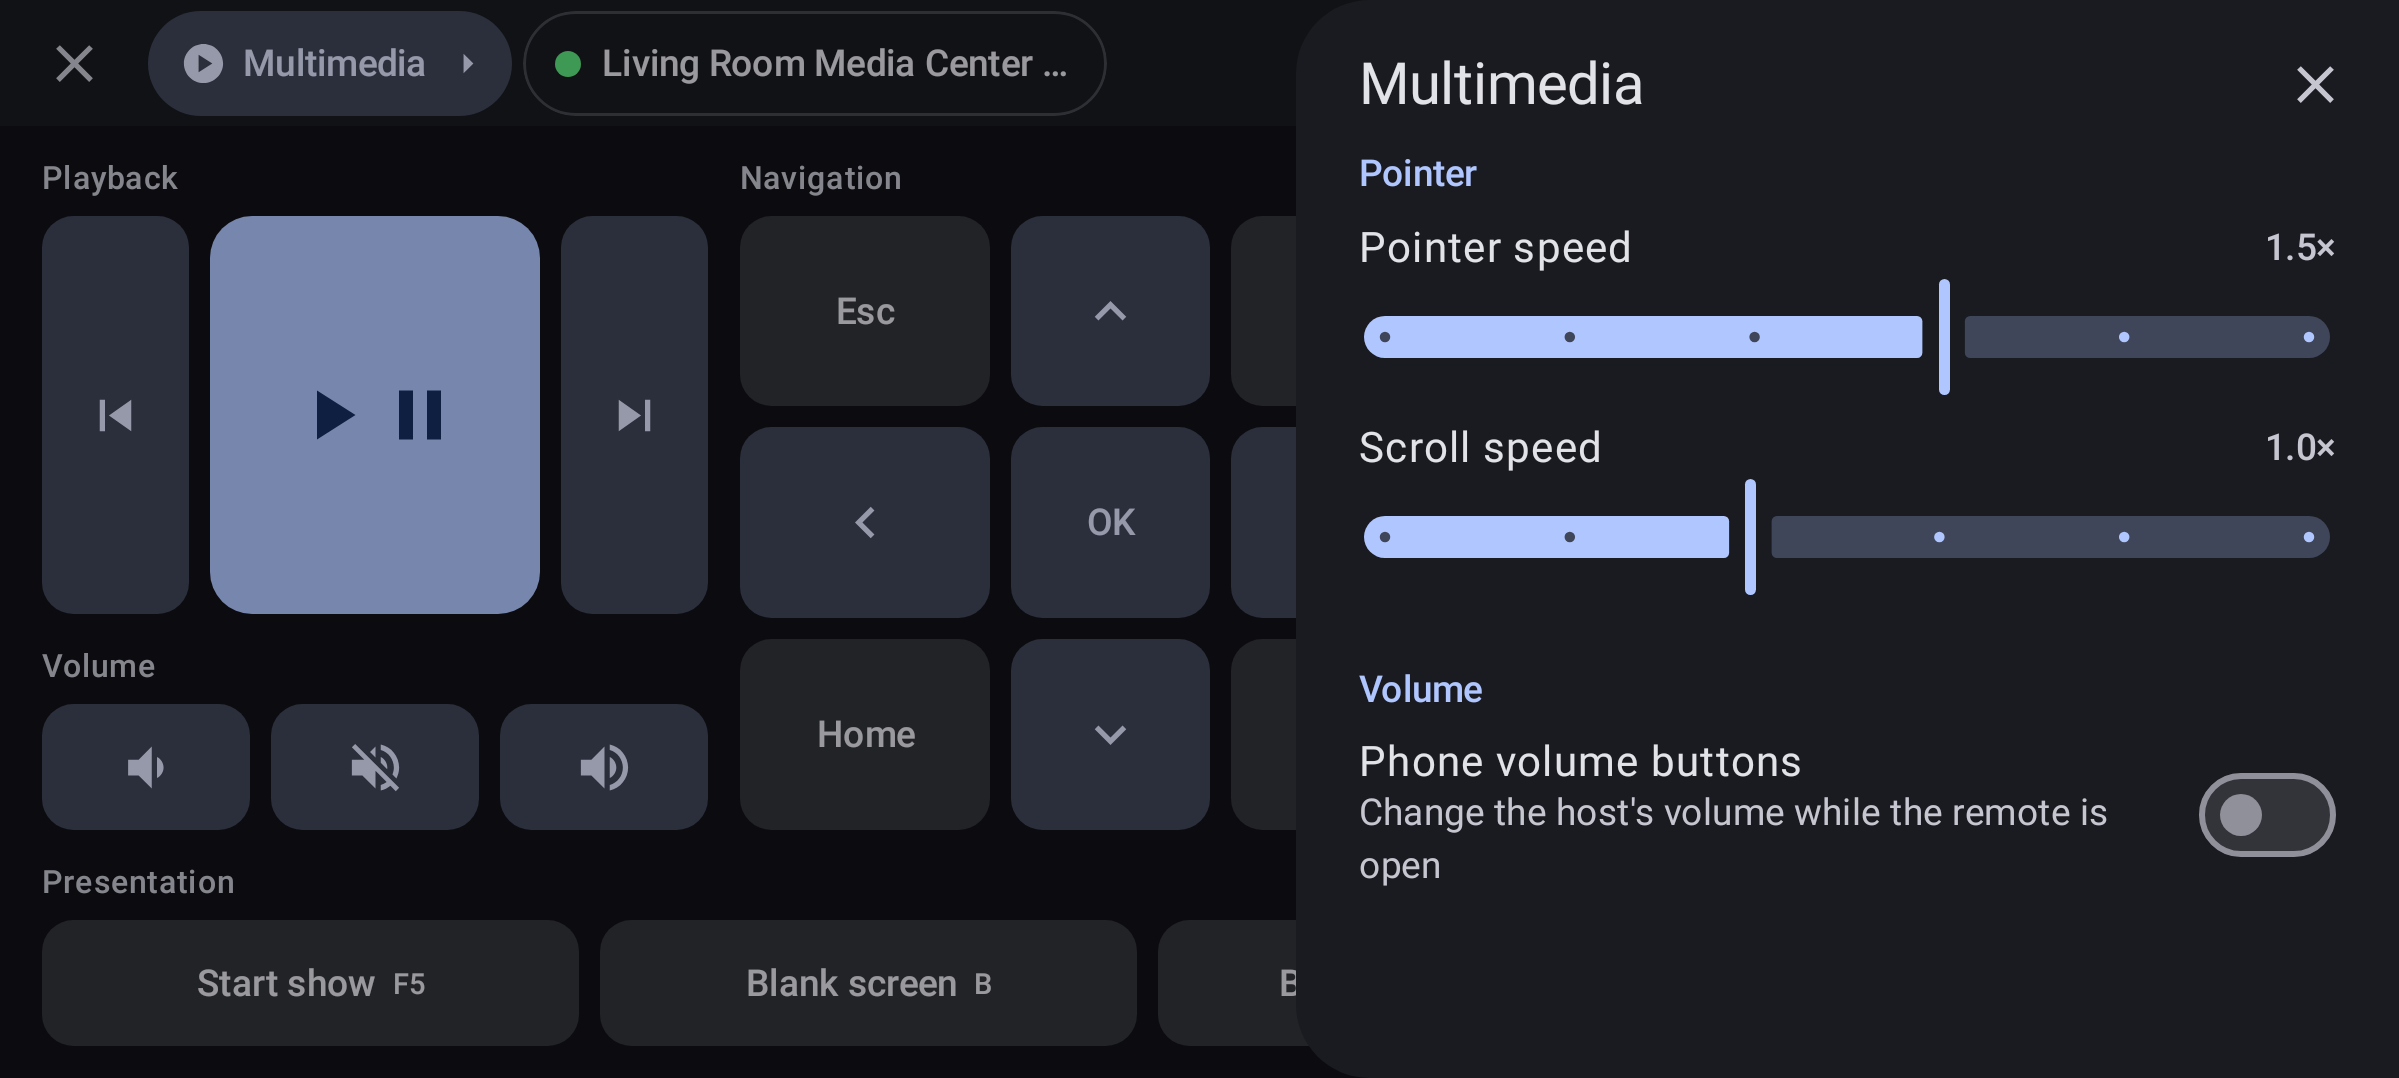 Multimedia
Living Room Media Center ...
Playback
Navigation
Esc
OK
Home
Volume
Presentation
Start show F5
Blank screen B
B
Multimedia
Pointer
Pointer speed 1.5×
Scroll speed 1.0×
Volume
Phone volume buttons
Change the host's volume while the remote is
open